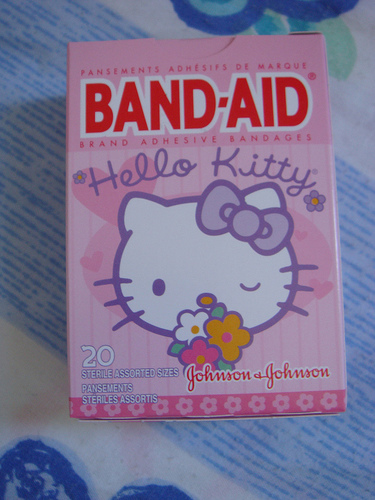 PANSEMENTS ADHÉSIFS DE MARQUE
BAND-AID®
BRAND ADHESIVE BANDAGES
Hello Kitty®
20
STERILE ASSORTED SIZES
PANSEMENTS
STÉRILES ASSORTIS
Johnson & Johnson